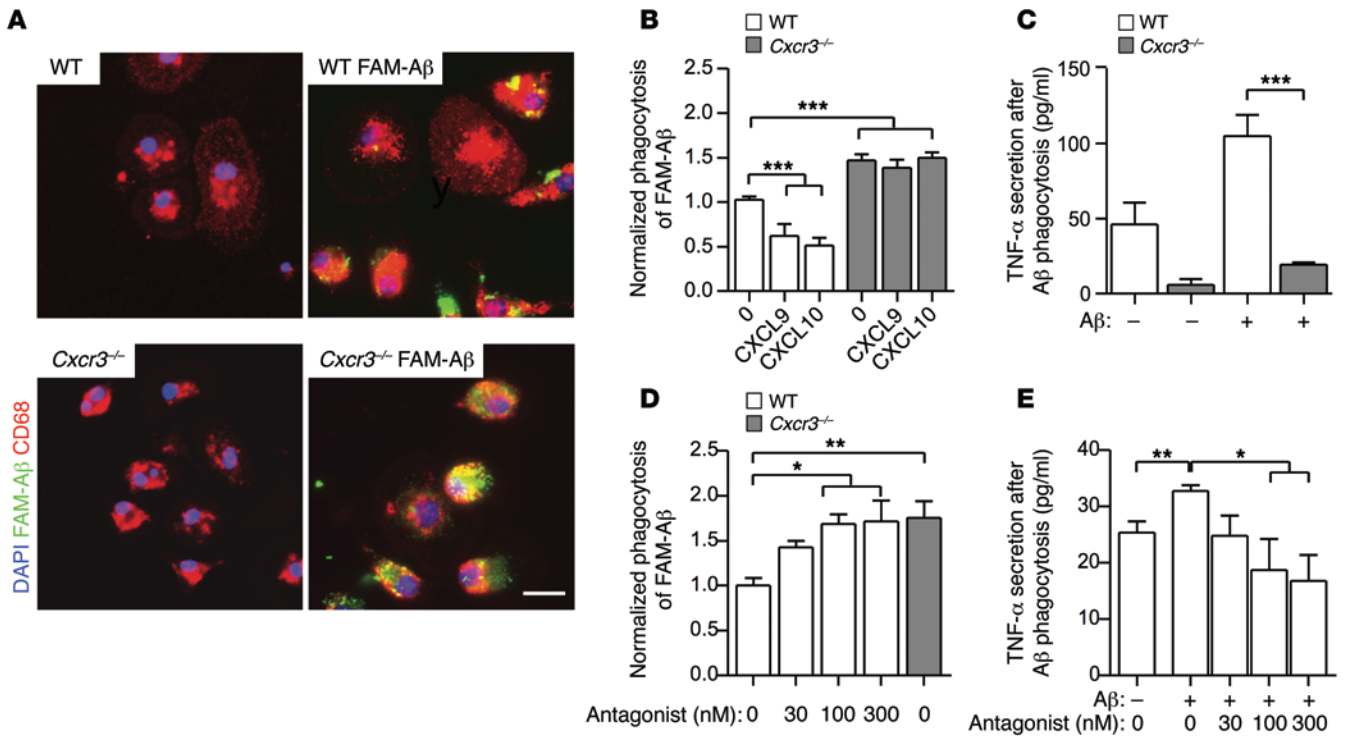 A
WT
WT FAM-Aβ
y
Cxcr3–/–
Cxcr3–/– FAM-Aβ
DAPI FAM-Aβ CD68
B
WT
Cxcr3–/–
Normalized phagocytosis
of FAM-Aβ
2.5
2.0
1.5
1.0
0.5
0.0
***
***
0
CXCL9
CXCL10
0
CXCL9
CXCL10
C
WT
Cxcr3–/–
TNF-α secretion after
Aβ phagocytosis (pg/ml)
150
100
50
0
***
Aβ: – – + +
D
WT
Cxcr3–/–
Normalized phagocytosis
of FAM-Aβ
2.5
2.0
1.5
1.0
0.5
0.0
**
*
Antagonist (nM): 0 30 100 300 0
E
TNF-α secretion after
Aβ phagocytosis (pg/ml)
40
30
20
10
0
** *
Aβ: – + + + +
Antagonist (nM): 0 0 30 100 300